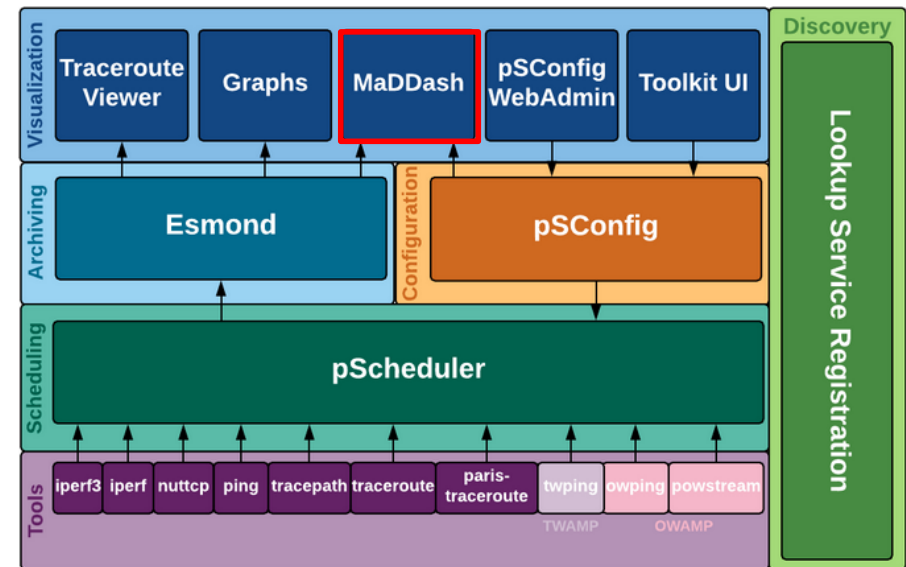 Visualization
Traceroute
Viewer
Graphs
MaDDash
pSConfig
WebAdmin
Toolkit UI
Discovery
Lookup Service Registration
Archiving
Esmond
Configuration
pSConfig
Scheduling
pScheduler
Tools
iperf3
iperf
nuttcp
ping
tracepath
traceroute
paris-
traceroute
twping
owping
powstream
TWAMP
OWAMP